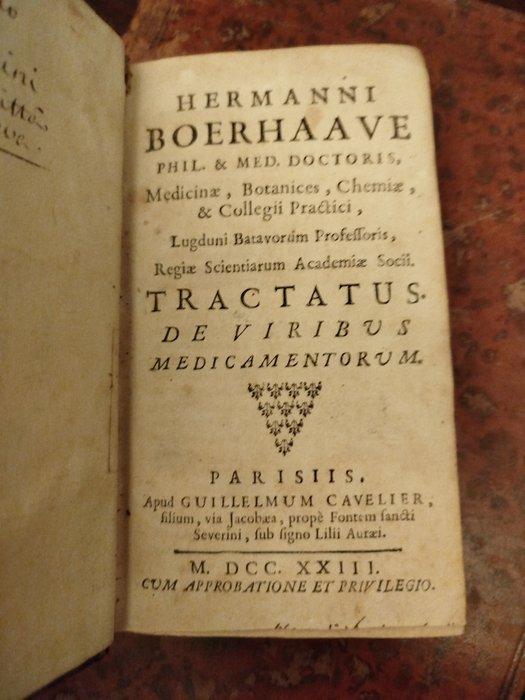 HERMANNI
BOERHAAVE
PHIL. & MED. DOCTORIS,
Medicinæ, Botanices, Chemiæ,
& Collegii Practici,
Lugduni Batavorum Professoris,
Regiæ Scientiarum Academiæ Socii.
TRACTATUS.
DE VIRIBUS
MEDICAMENTORUM.
PARISIIS.
Apud GUILLELMUM CAVELIER,
filium, via Jacobæa, propè Fontem sancti
Severini, sub signo Lilii Auræi.
M. DCC. XXIII.
CUM APPROBATIONE ET PRIVILEGIO.